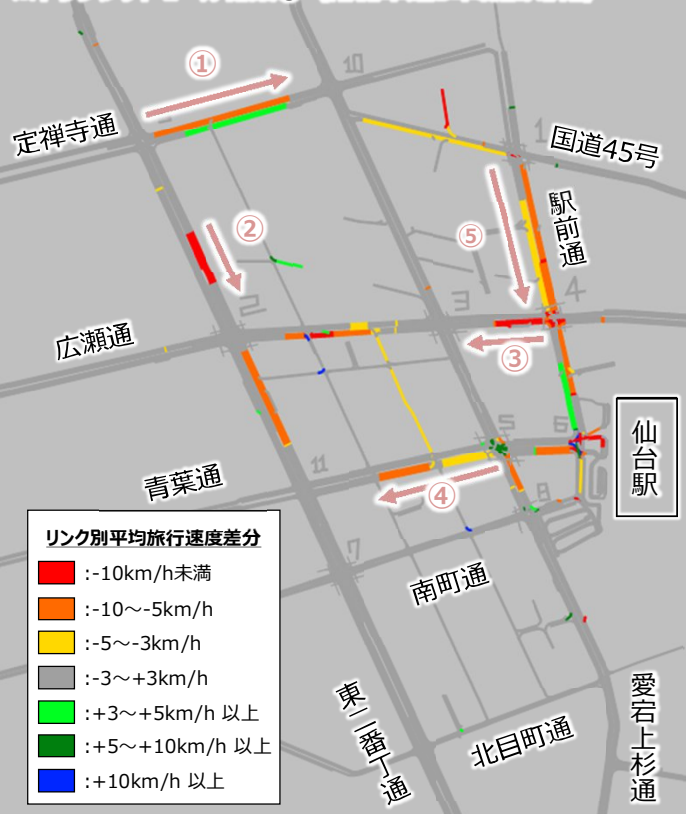 ①
10
定禅寺通
1
国道45号
駅前通
②
⑤
2
3
4
広瀬通
③
5
6
仙台駅
11
青葉通
④
8
リンク別平均旅行速度差分
:-10km/h未満
:-10～-5km/h
:-5～-3km/h
:-3～+3km/h
:+3～+5km/h 以上
:+5～+10km/h 以上
:+10km/h 以上
7
南町通
東二番丁通
北目町通
愛宕上杉通